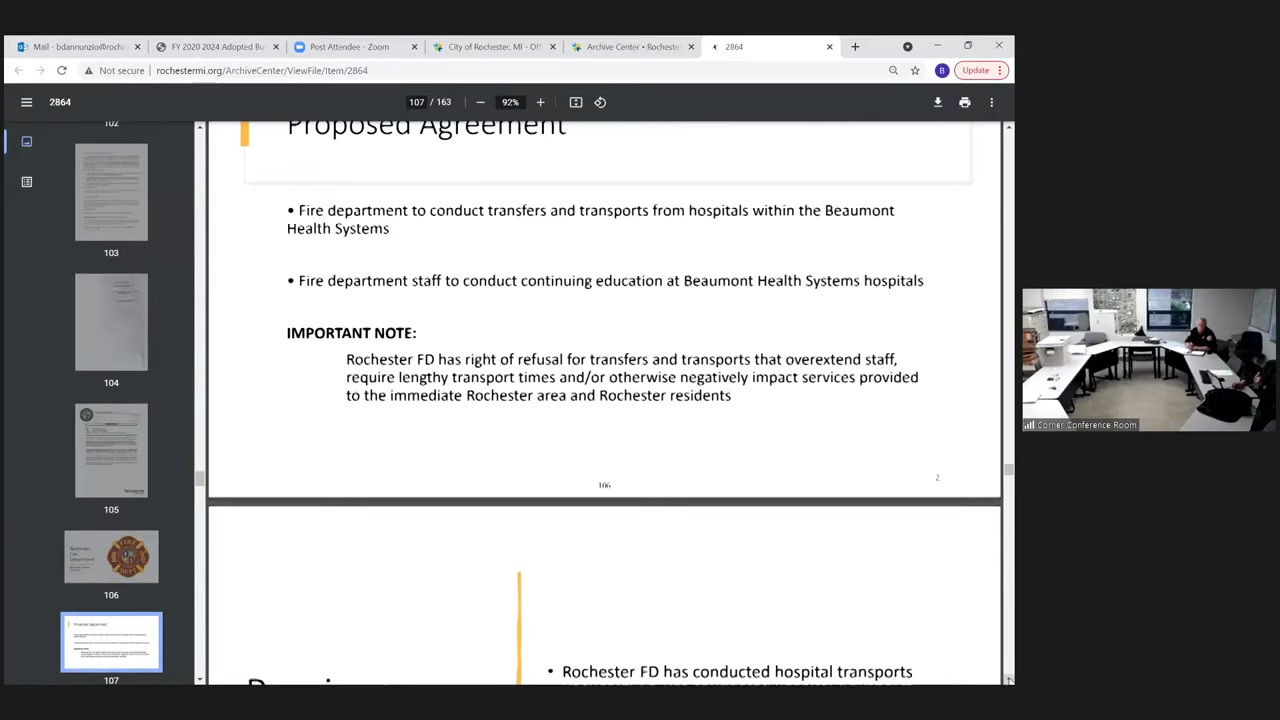 Mail - bdannunzio@roche
FY 2020 2024 Adopted Bu
Post Attendee - Zoom
City of Rochester, MI - Off
Archive Center • Rocheste
2864
Not secure
rochestermi.org/ArchiveCenter/ViewFile/Item/2864
B
Update
2864
107 / 163
92%
102
103
104
105
106
107
Proposed Agreement
• Fire department to conduct transfers and transports from hospitals within the Beaumont
Health Systems
• Fire department staff to conduct continuing education at Beaumont Health Systems hospitals
IMPORTANT NOTE:
Rochester FD has right of refusal for transfers and transports that overextend staff,
require lengthy transport times and/or otherwise negatively impact services provided
to the immediate Rochester area and Rochester residents
106
2
• Rochester FD has conducted hospital transports
Corner Conference Room